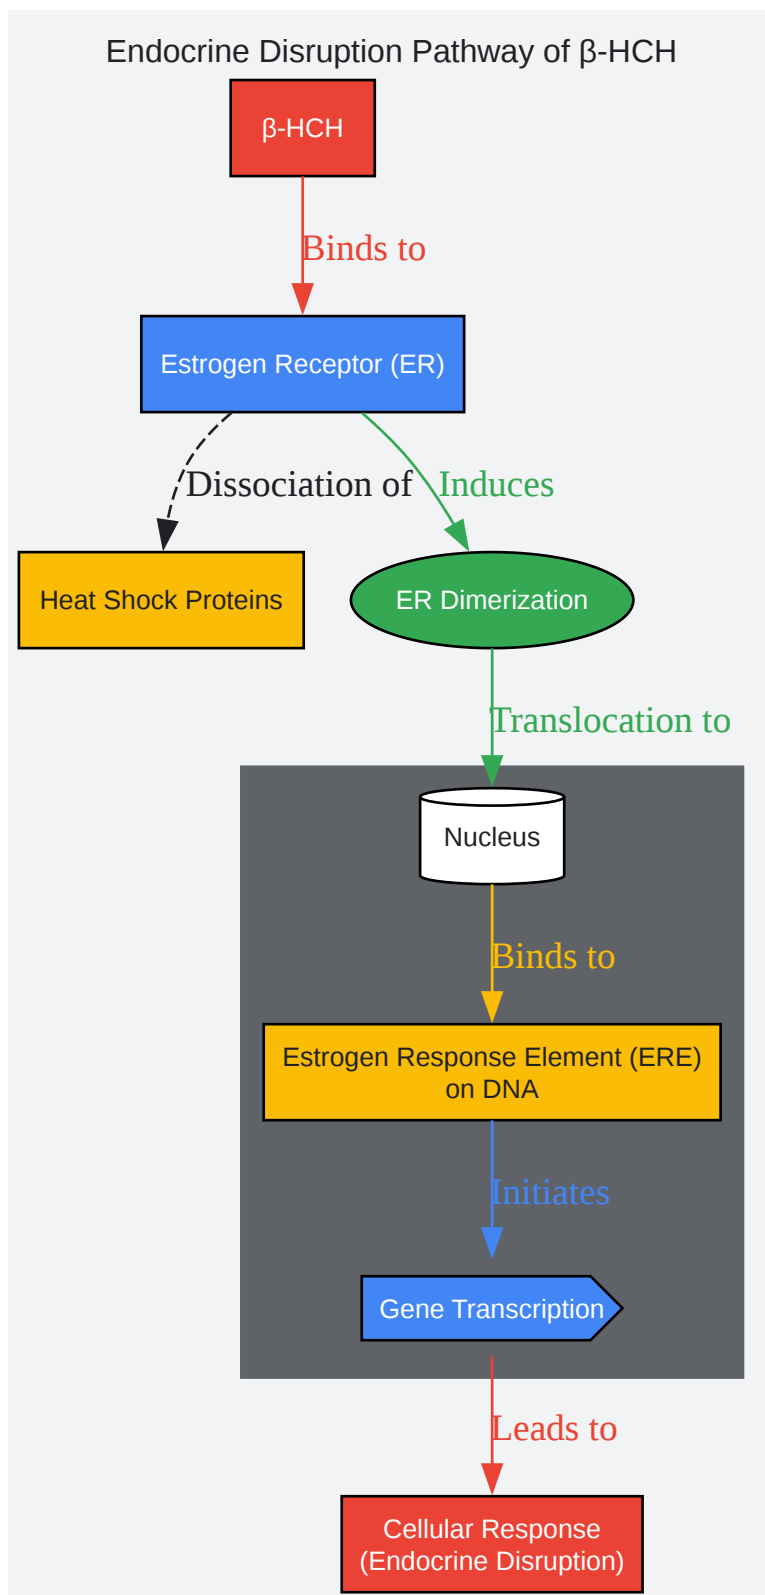 Endocrine Disruption Pathway of β-HCH
β-HCH
Binds to
Estrogen Receptor (ER)
Dissociation of
Induces
Heat Shock Proteins
ER Dimerization
Translocation to
Nucleus
Binds to
Estrogen Response Element (ERE)
on DNA
Initiates
Gene Transcription
Leads to
Cellular Response
(Endocrine Disruption)